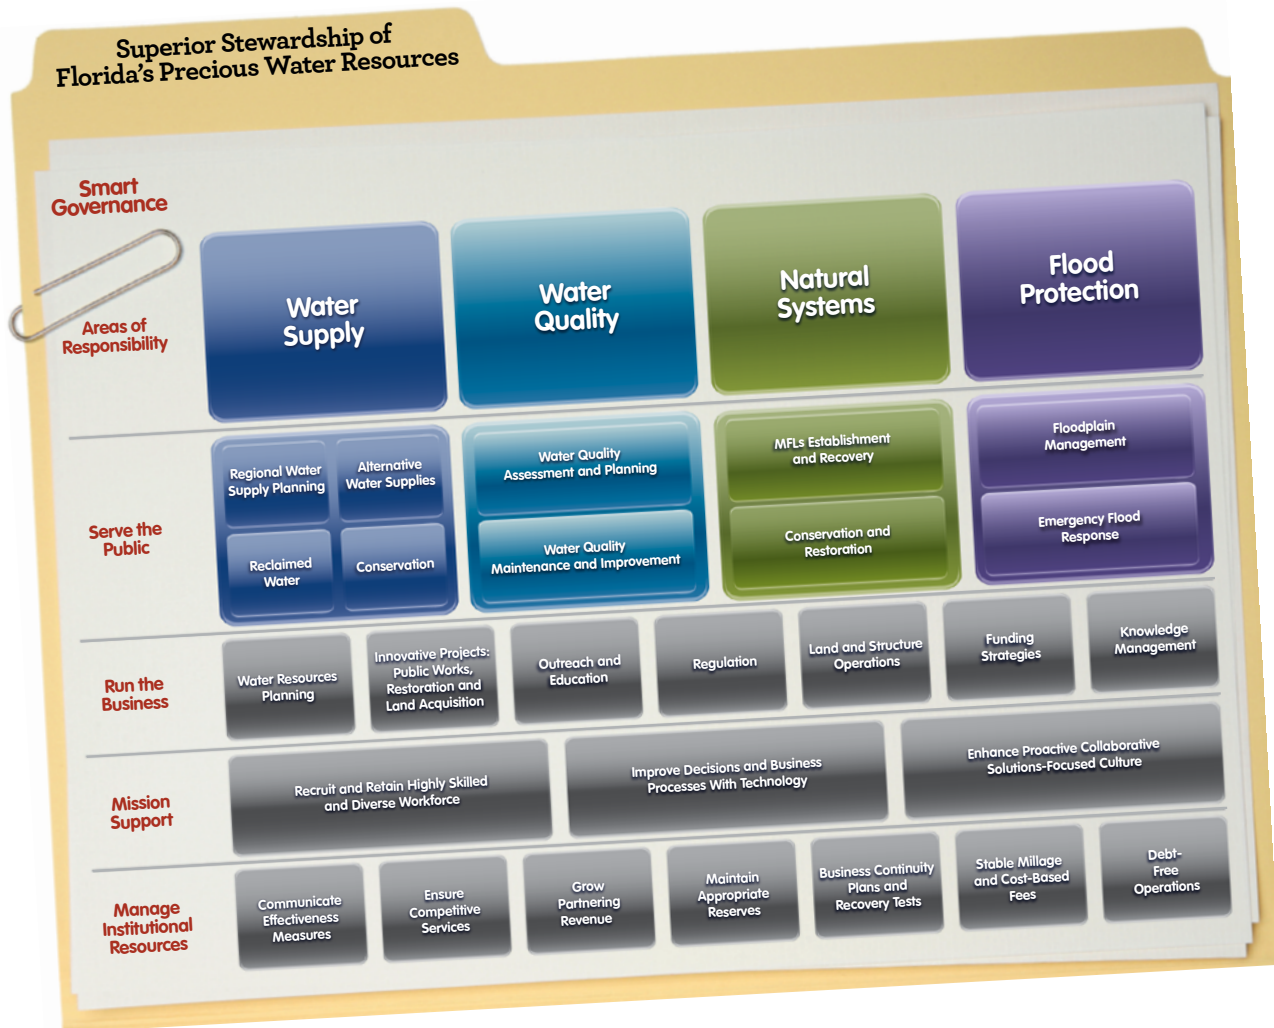 Superior Stewardship of
Florida's Precious Water Resources
Smart
Governance
Areas of
Responsibility
Water
Supply
Water
Quality
Natural
Systems
Flood
Protection
Serve the
Public
Regional Water
Supply Planning
Alternative
Water Supplies
Reclaimed
Water
Conservation
Water Quality
Assessment and Planning
Water Quality
Maintenance and Improvement
MFLs Establishment
and Recovery
Conservation and
Restoration
Floodplain
Management
Emergency Flood
Response
Run the
Business
Water Resources
Planning
Innovative Projects:
Public Works,
Restoration and
Land Acquisition
Outreach and
Education
Regulation
Land and Structure
Operations
Funding
Strategies
Knowledge
Management
Mission
Support
Recruit and Retain Highly Skilled
and Diverse Workforce
Improve Decisions and Business
Processes With Technology
Enhance Proactive Collaborative
Solutions-Focused Culture
Manage
Institutional
Resources
Communicate
Effectiveness
Measures
Ensure
Competitive
Services
Grow
Partnering
Revenue
Maintain
Appropriate
Reserves
Business Continuity
Plans and
Recovery Tests
Stable Millage
and Cost-Based
Fees
Debt-
Free
Operations